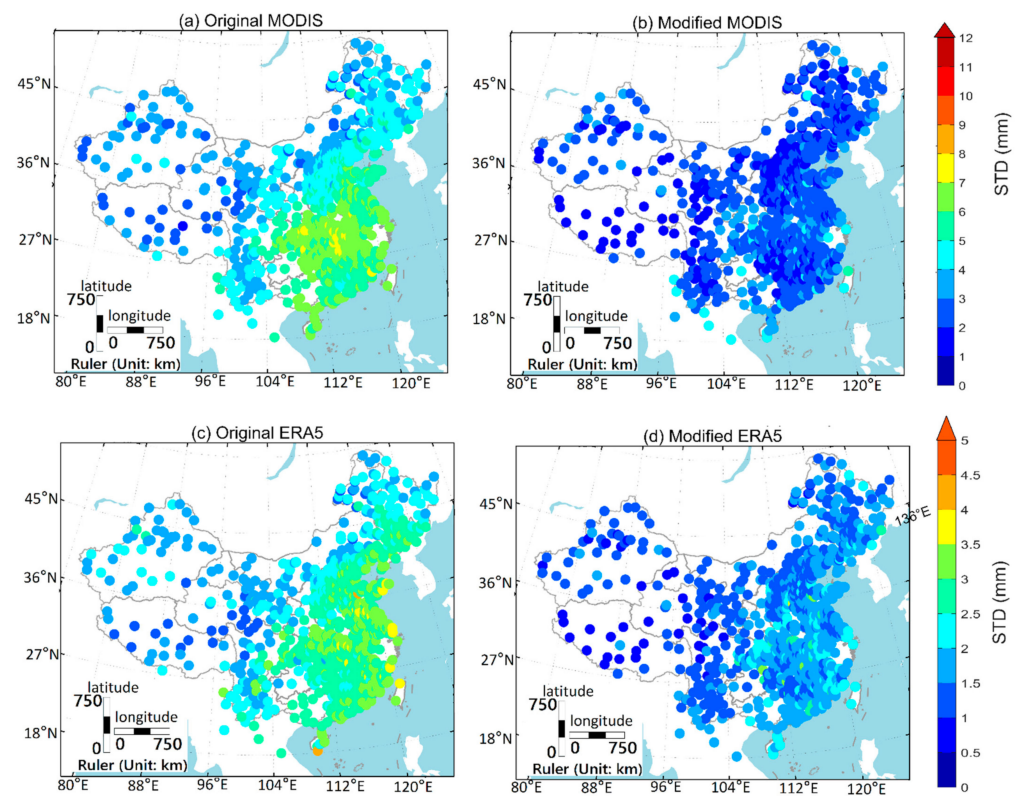 (a) Original MODIS
(b) Modified MODIS
45°N
36°N
27°N
18°N
latitude
750
0
longitude
0 750
Ruler (Unit: km)
80°E 88°E 96°E 104°E 112°E 120°E
45°N
36°N
27°N
18°N
latitude
750
0
longitude
0 750
Ruler (Unit: km)
80°E 88°E 96°E 104°E 112°E 120°E
12
11
10
9
8
7
6
5
4
3
2
1
0
STD (mm)
(c) Original ERA5
(d) Modified ERA5
45°N
36°N
27°N
18°N
latitude
750
0
longitude
0 750
Ruler (Unit: km)
80°E 88°E 96°E 104°E 112°E 120°E
45°N
36°N
27°N
18°N
136°E
latitude
750
0
longitude
0 750
Ruler (Unit: km)
80°E 88°E 96°E 104°E 112°E 120°E
5
4.5
4
3.5
3
2.5
2
1.5
1
0.5
0
STD (mm)